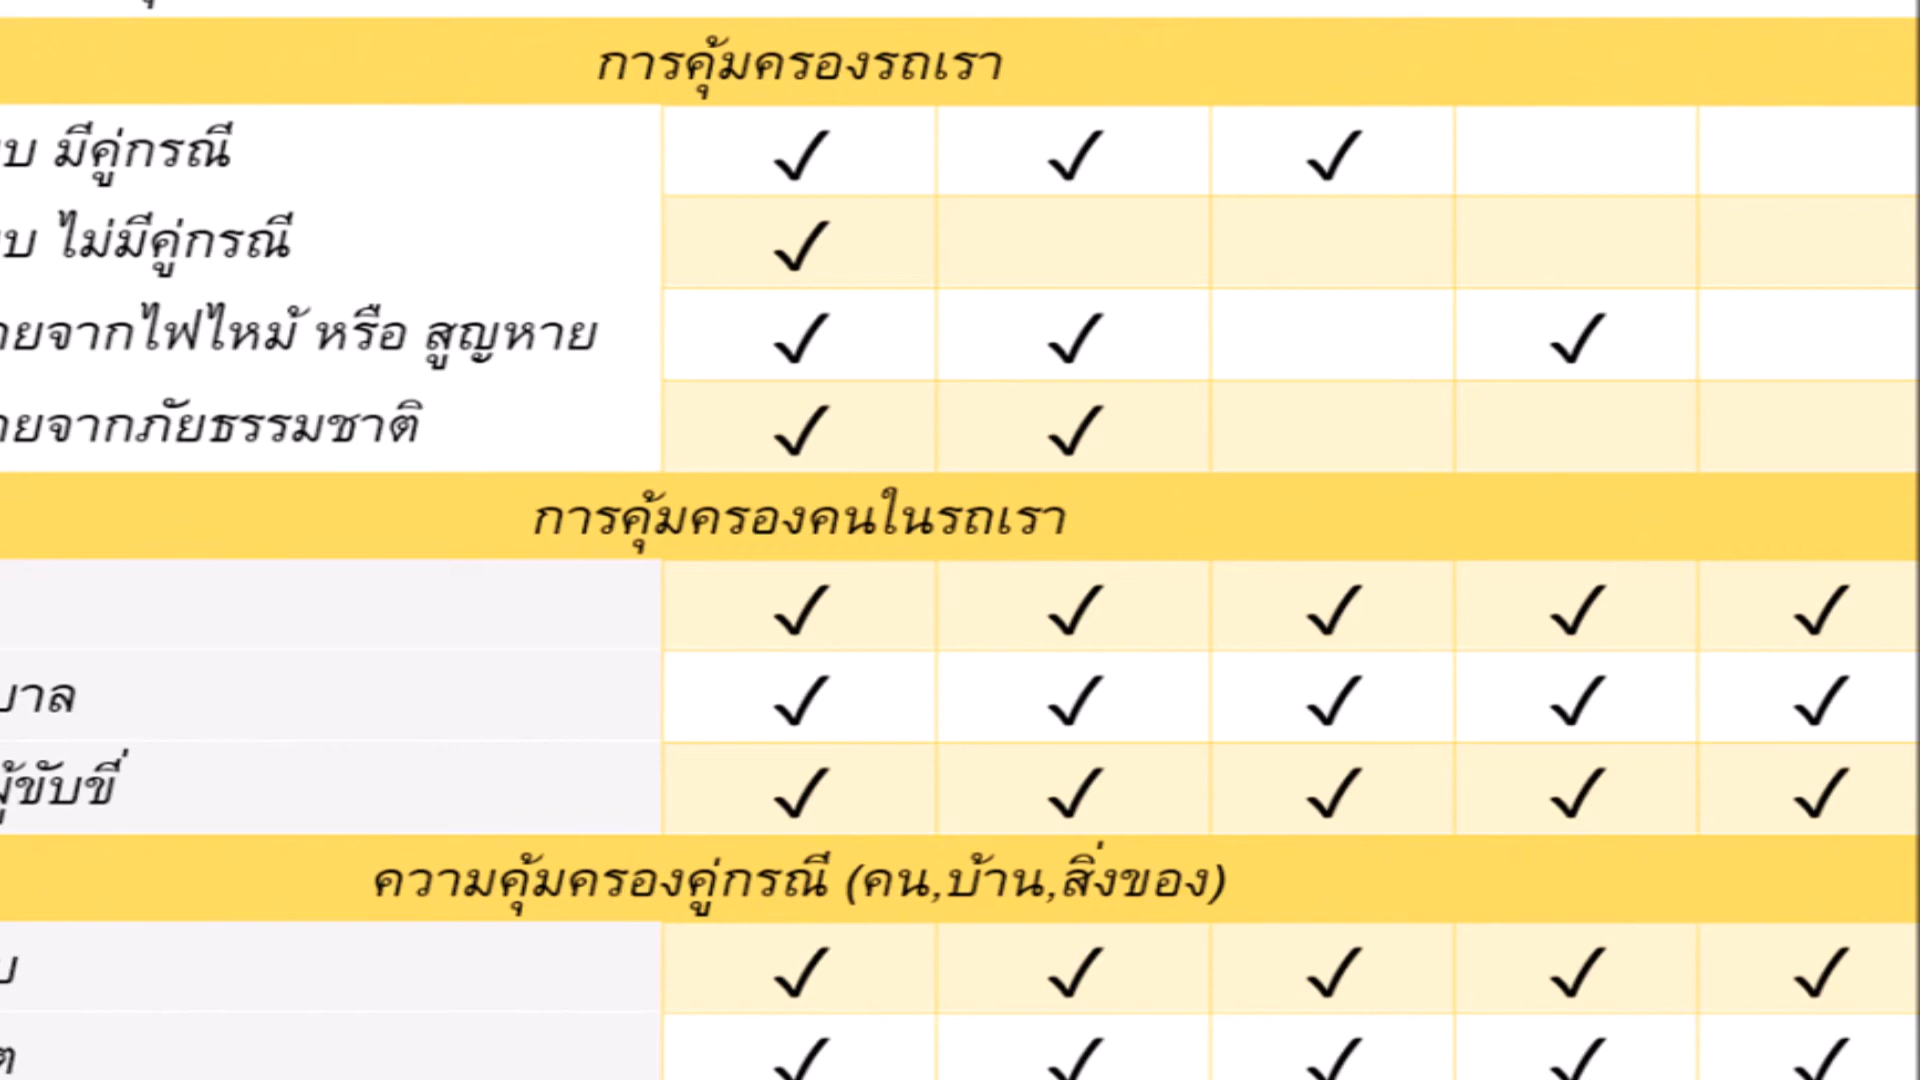 การคุ้มครองรถเรา
มีคู่กรณี ✓ ✓ ✓
ไม่มีคู่กรณี ✓
ายจากไฟไหม้ หรือ สูญหาย ✓ ✓ ✓
ายจากภัยธรรมชาติ ✓ ✓
การคุ้มครองคนในรถเรา
✓ ✓ ✓ ✓ ✓
บาล ✓ ✓ ✓ ✓ ✓
ผู้ขับขี่ ✓ ✓ ✓ ✓ ✓
ความคุ้มครองคู่กรณี (คน,บ้าน,สิ่งของ)
✓ ✓ ✓ ✓ ✓
✓ ✓ ✓ ✓ ✓